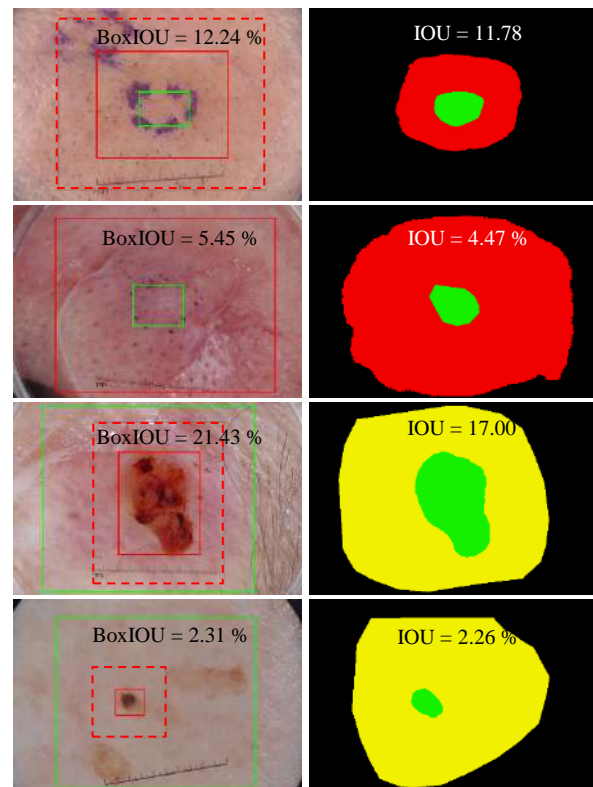 BoxIOU = 12.24 %
IOU = 11.78
BoxIOU = 5.45 %
IOU = 4.47 %
BoxIOU = 21.43 %
IOU = 17.00
BoxIOU = 2.31 %
IOU = 2.26 %